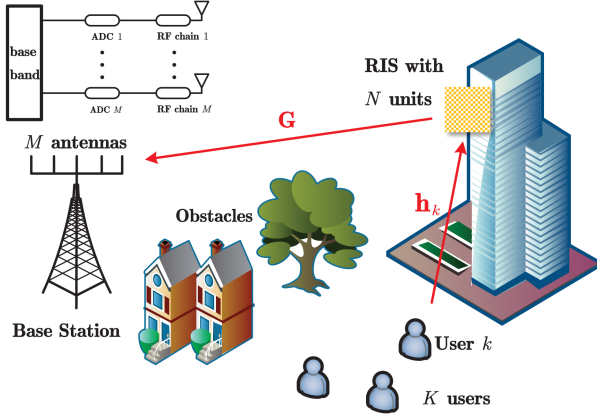 base
band
ADC 1
RF chain 1
ADC M
RF chain M
M antennas
Base Station
Obstacles
G
RIS with
N units
h_k
User k
K users